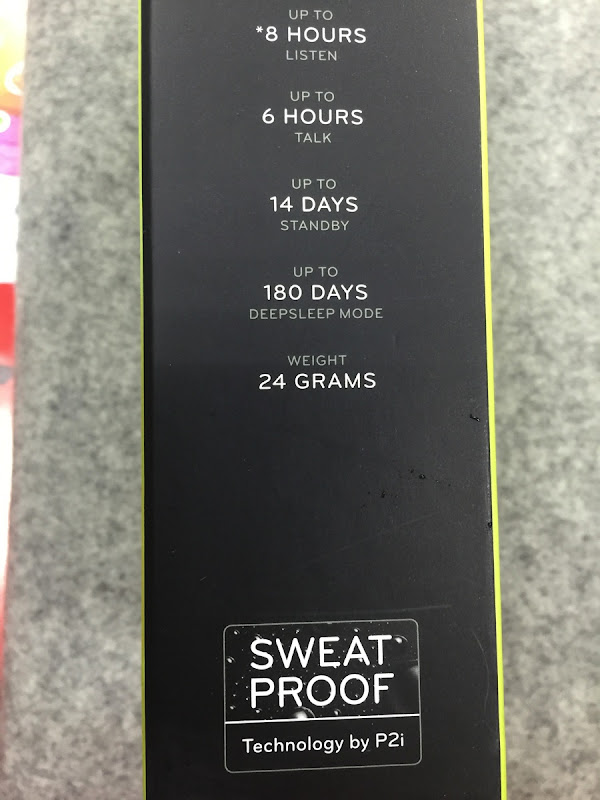 UP TO
*8 HOURS
LISTEN
UP TO
6 HOURS
TALK
UP TO
14 DAYS
STANDBY
UP TO
180 DAYS
DEEPSLEEP MODE
WEIGHT
24 GRAMS
SWEAT
PROOF
Technology by P2i